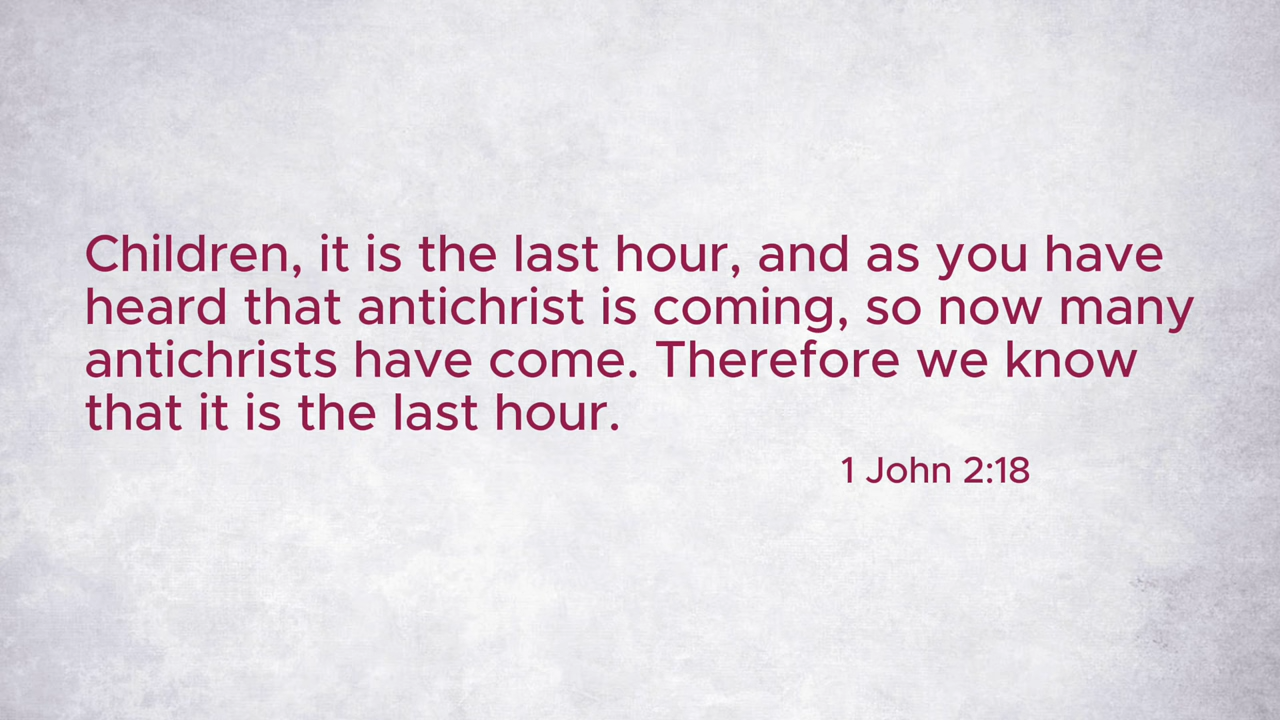 Children, it is the last hour, and as you have
heard that antichrist is coming, so now many
antichrists have come. Therefore we know
that it is the last hour.
1 John 2:18